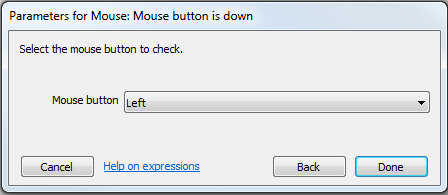 Parameters for Mouse: Mouse button is down
Select the mouse button to check.
Mouse button Left
Cancel Help on expressions Back Done